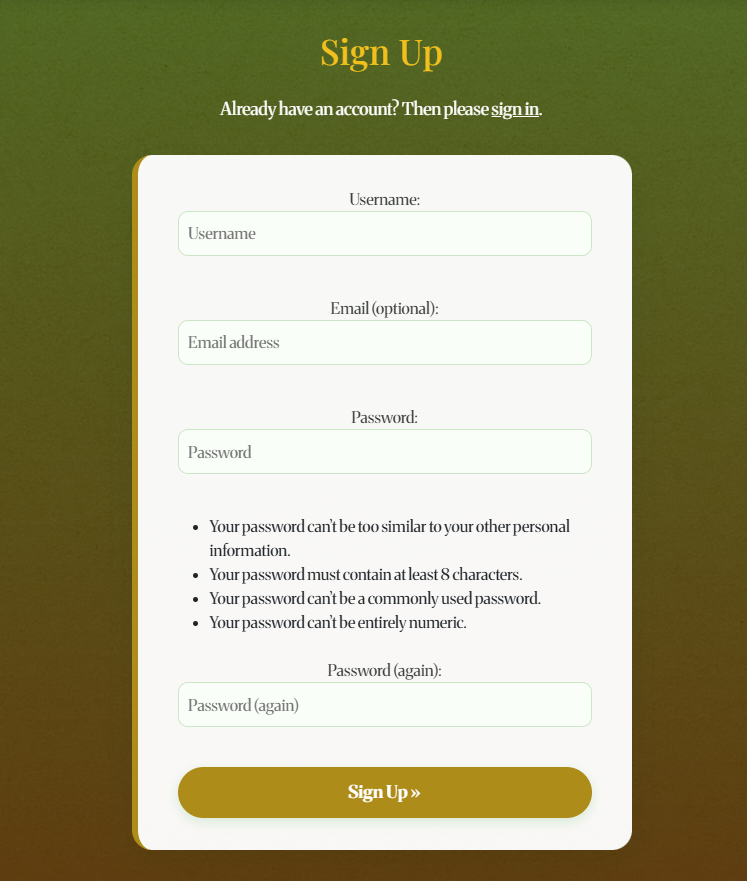 Sign Up
Already have an account? Then please sign in.
Username:
Username
Email (optional):
Email address
Password:
Password
• Your password can’t be too similar to your other personal
information.
• Your password must contain at least 8 characters.
• Your password can’t be a commonly used password.
• Your password can’t be entirely numeric.
Password (again):
Password (again)
Sign Up »